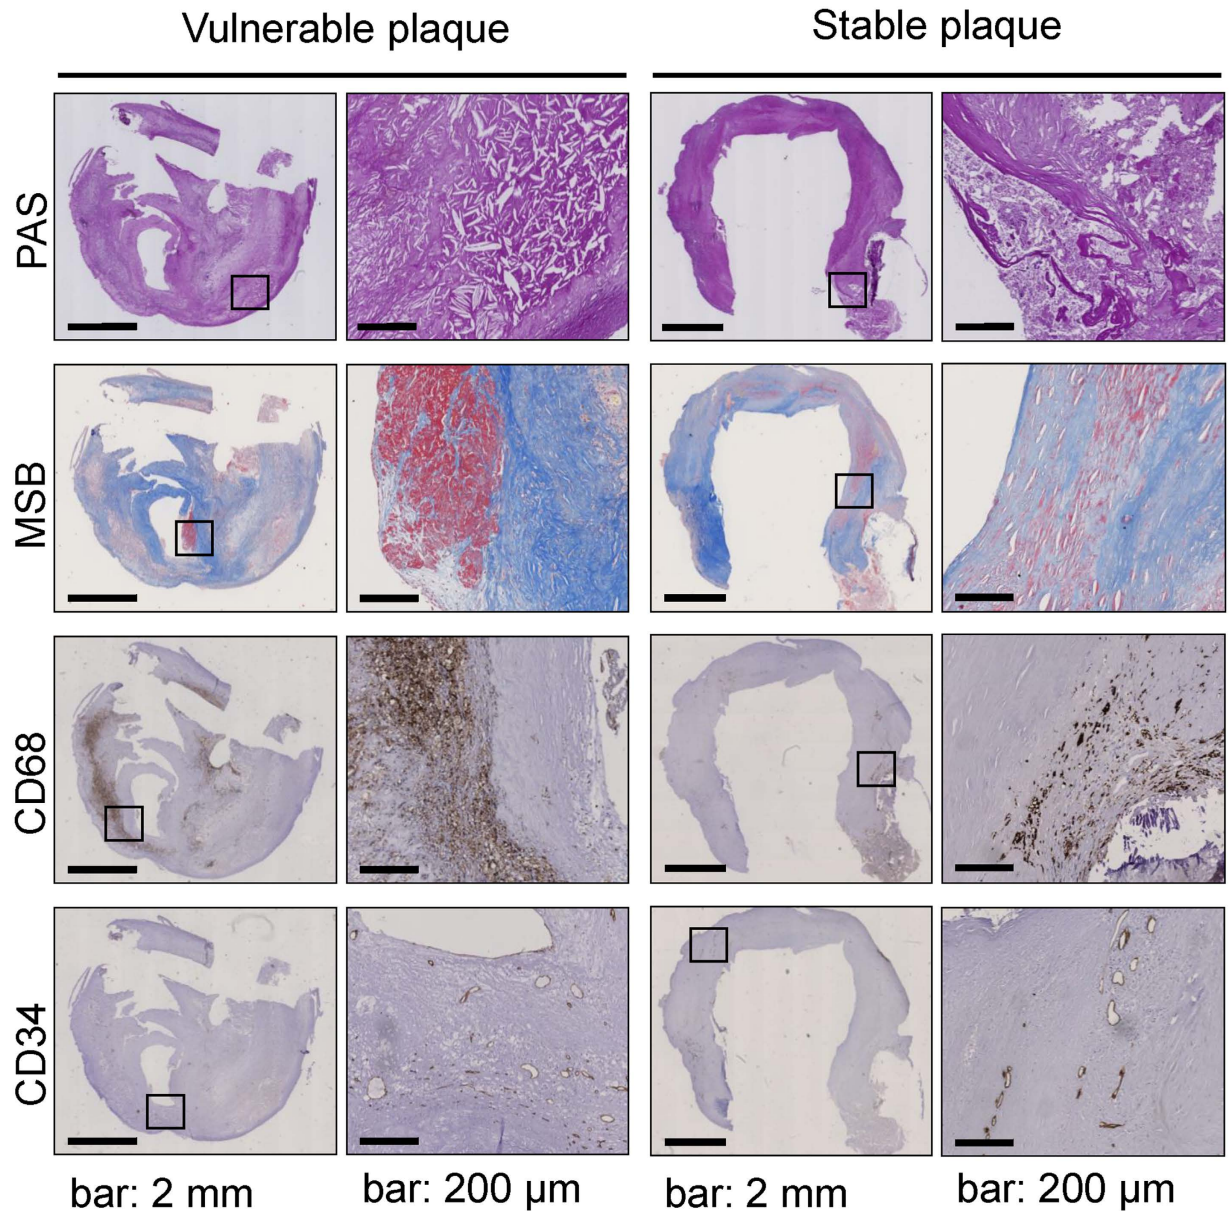 Vulnerable plaque
Stable plaque
PAS
MSB
CD68
CD34
bar: 2 mm
bar: 200 µm
bar: 2 mm
bar: 200 µm